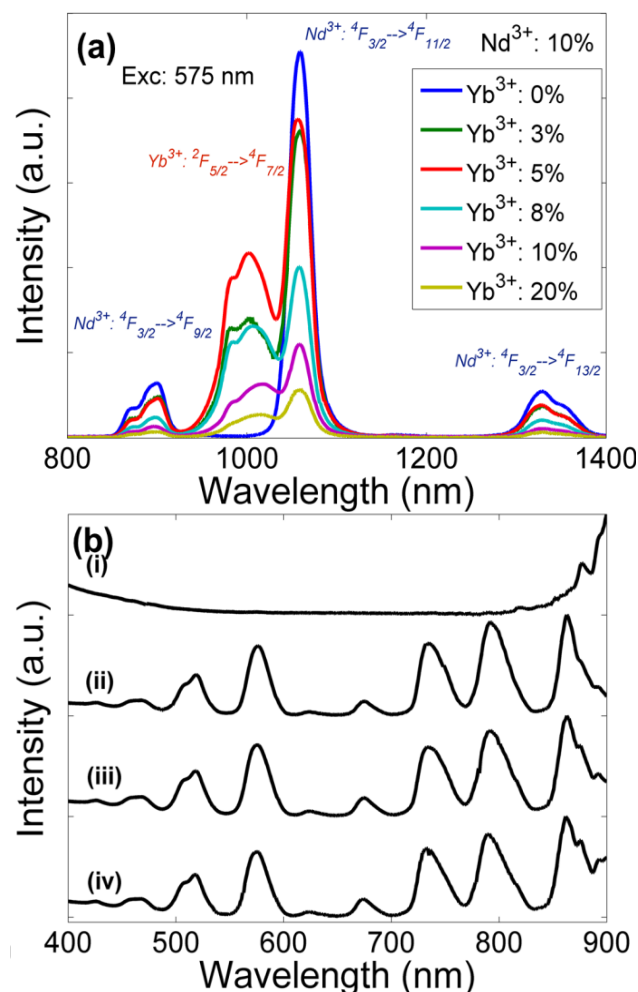 (a)
Nd³⁺: ⁴F₃/₂-->⁴F₁₁/₂
Nd³⁺: 10%
Exc: 575 nm
Yb³⁺: 0%
Yb³⁺: 3%
Yb³⁺: 5%
Yb³⁺: 8%
Yb³⁺: 10%
Yb³⁺: 20%
Yb³⁺: ²F₅/₂-->⁴F₇/₂
Nd³⁺: ⁴F₃/₂-->⁴F₉/₂
Nd³⁺: ⁴F₃/₂-->⁴F₁₃/₂
Intensity (a.u.)
800 1000 1200 1400
Wavelength (nm)
(b)
(i)
(ii)
(iii)
(iv)
Intensity (a.u.)
400 500 600 700 800 900
Wavelength (nm)